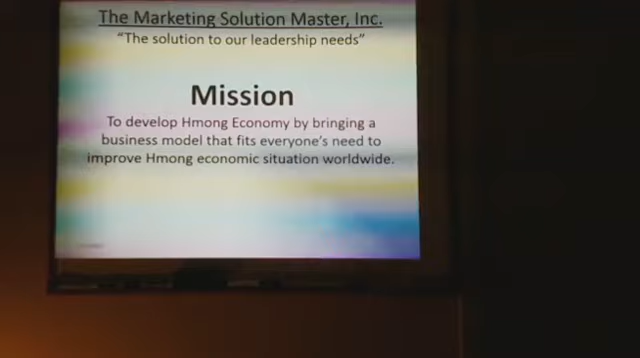 The Marketing Solution Master, Inc.
“The solution to our leadership needs”
Mission
To develop Hmong Economy by bringing a
business model that fits everyone’s need to
improve Hmong economic situation worldwide.